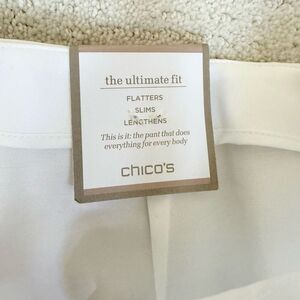 the ultimate fit
FLATTERS
SLIMS
LENGTHENS
This is it: the pant that does
everything for every body
chico's